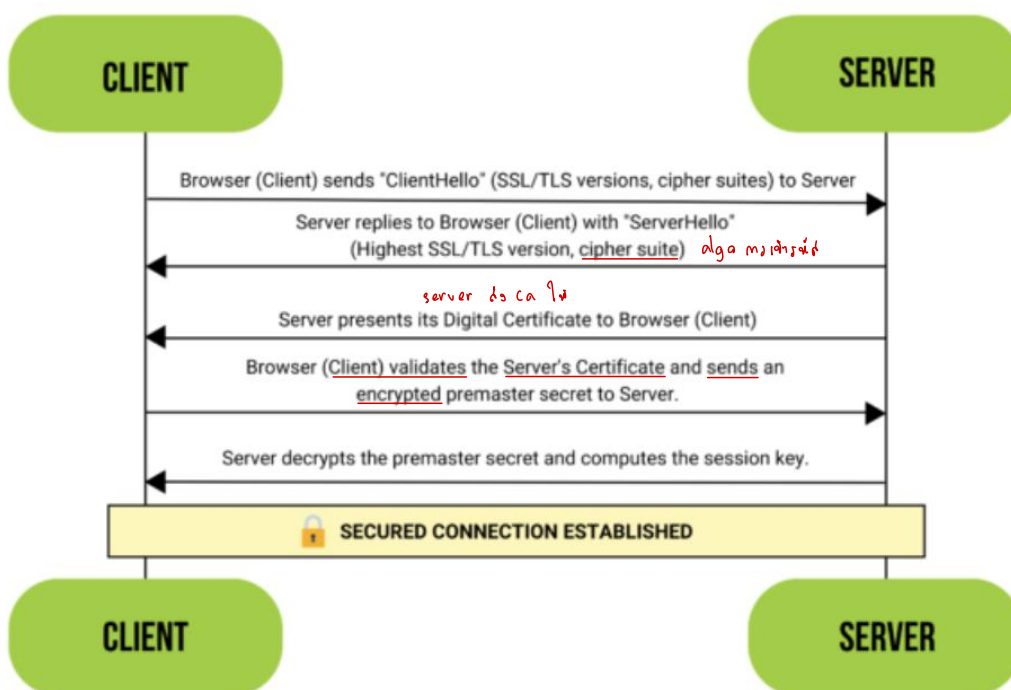 CLIENT
SERVER
Browser (Client) sends "ClientHello" (SSL/TLS versions, cipher suites) to Server
Server replies to Browser (Client) with "ServerHello"
(Highest SSL/TLS version, cipher suite)
server ca
Server presents its Digital Certificate to Browser (Client)
Browser (Client) validates the Server's Certificate and sends an
encrypted premaster secret to Server.
Server decrypts the premaster secret and computes the session key.
SECURED CONNECTION ESTABLISHED
CLIENT
SERVER